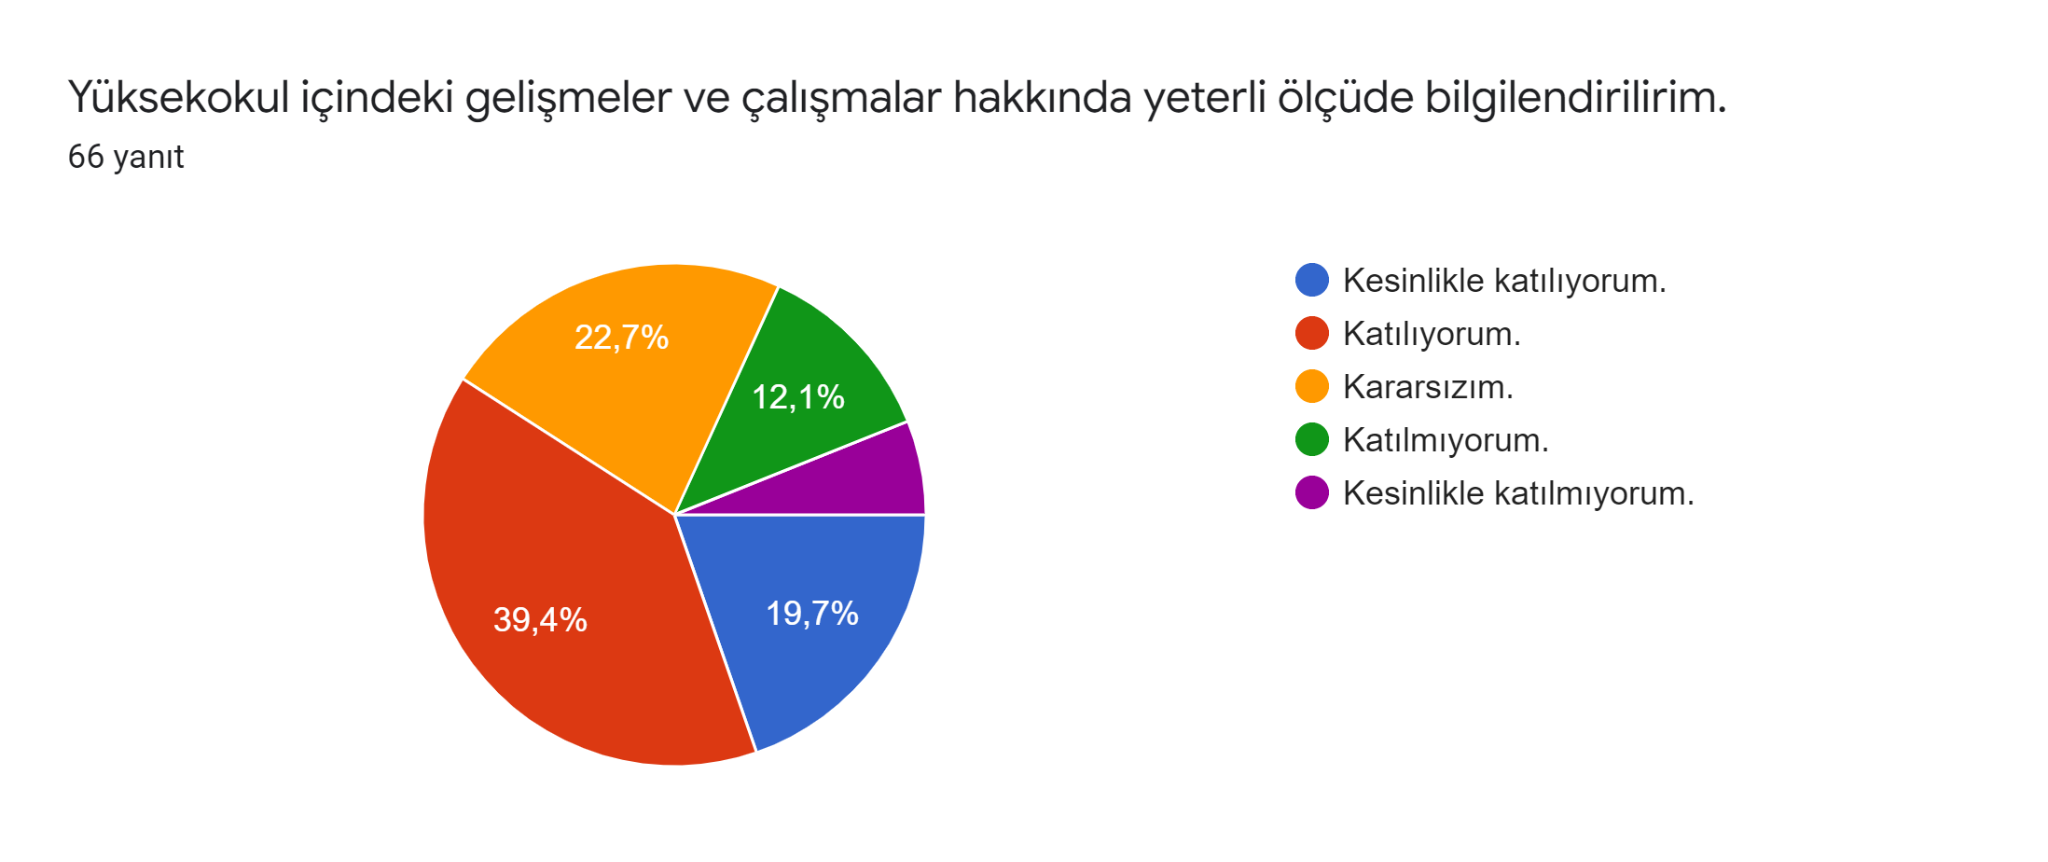 Yüksekokul içindeki gelişmeler ve çalışmalar hakkında yeterli ölçüde bilgilendirilirim.
66 yanıt
22,7%
12,1%
39,4%
19,7%
Kesinlikle katılıyorum.
Katılıyorum.
Kararsızım.
Katılmıyorum.
Kesinlikle katılmıyorum.